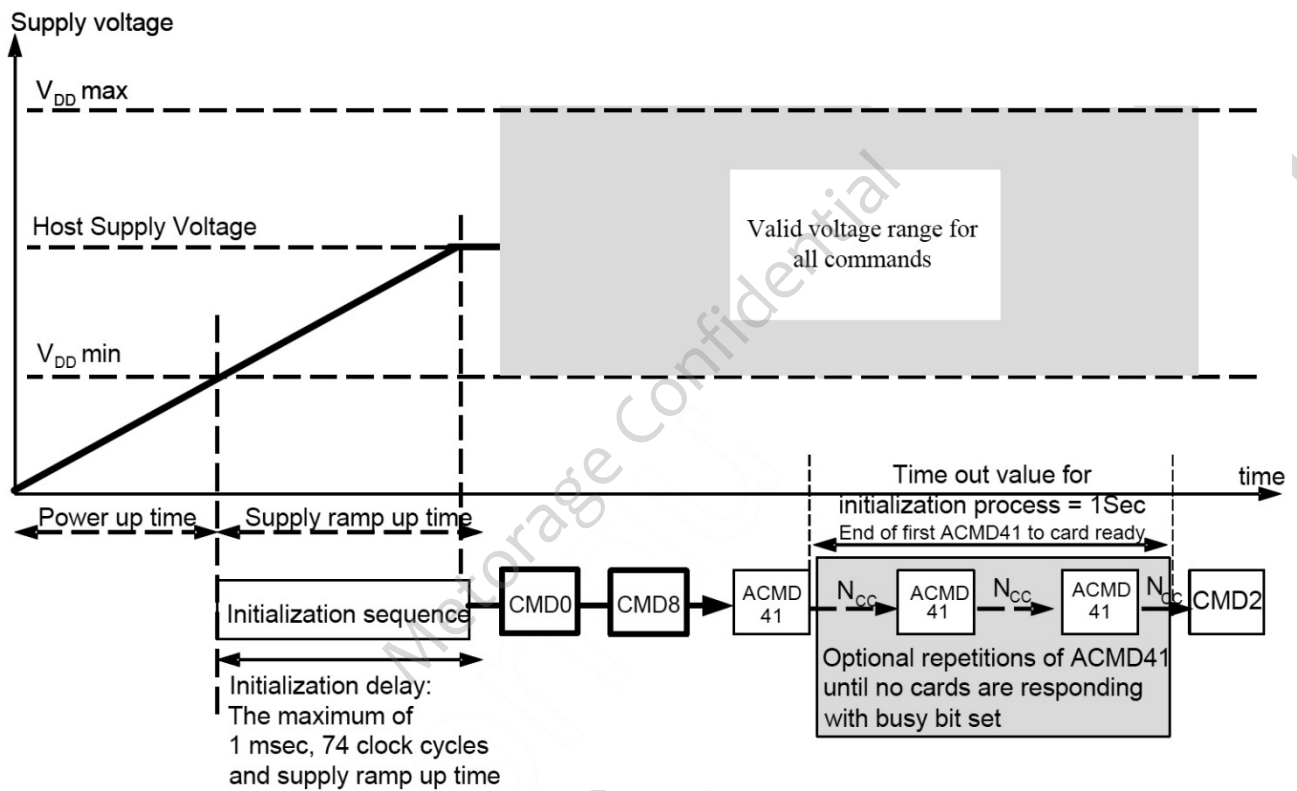 Supply voltage
V_DD max
Host Supply Voltage
Valid voltage range for
all commands
V_DD min
Metorage Confidential
time
Power up time
Supply ramp up time
Time out value for
initialization process = 1Sec
End of first ACMD41 to card ready
Initialization sequence
CMD0
CMD8
ACMD
41
N_CC
ACMD
41
N_CC
ACMD
41
N_CC
CMD2
Optional repetitions of ACMD41
until no cards are responding
with busy bit set
Initialization delay:
The maximum of
1 msec, 74 clock cycles
and supply ramp up time